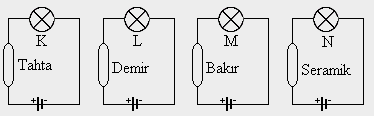 K L M N
Tahta Demir Bakır Seramik
+ - + - + - + -